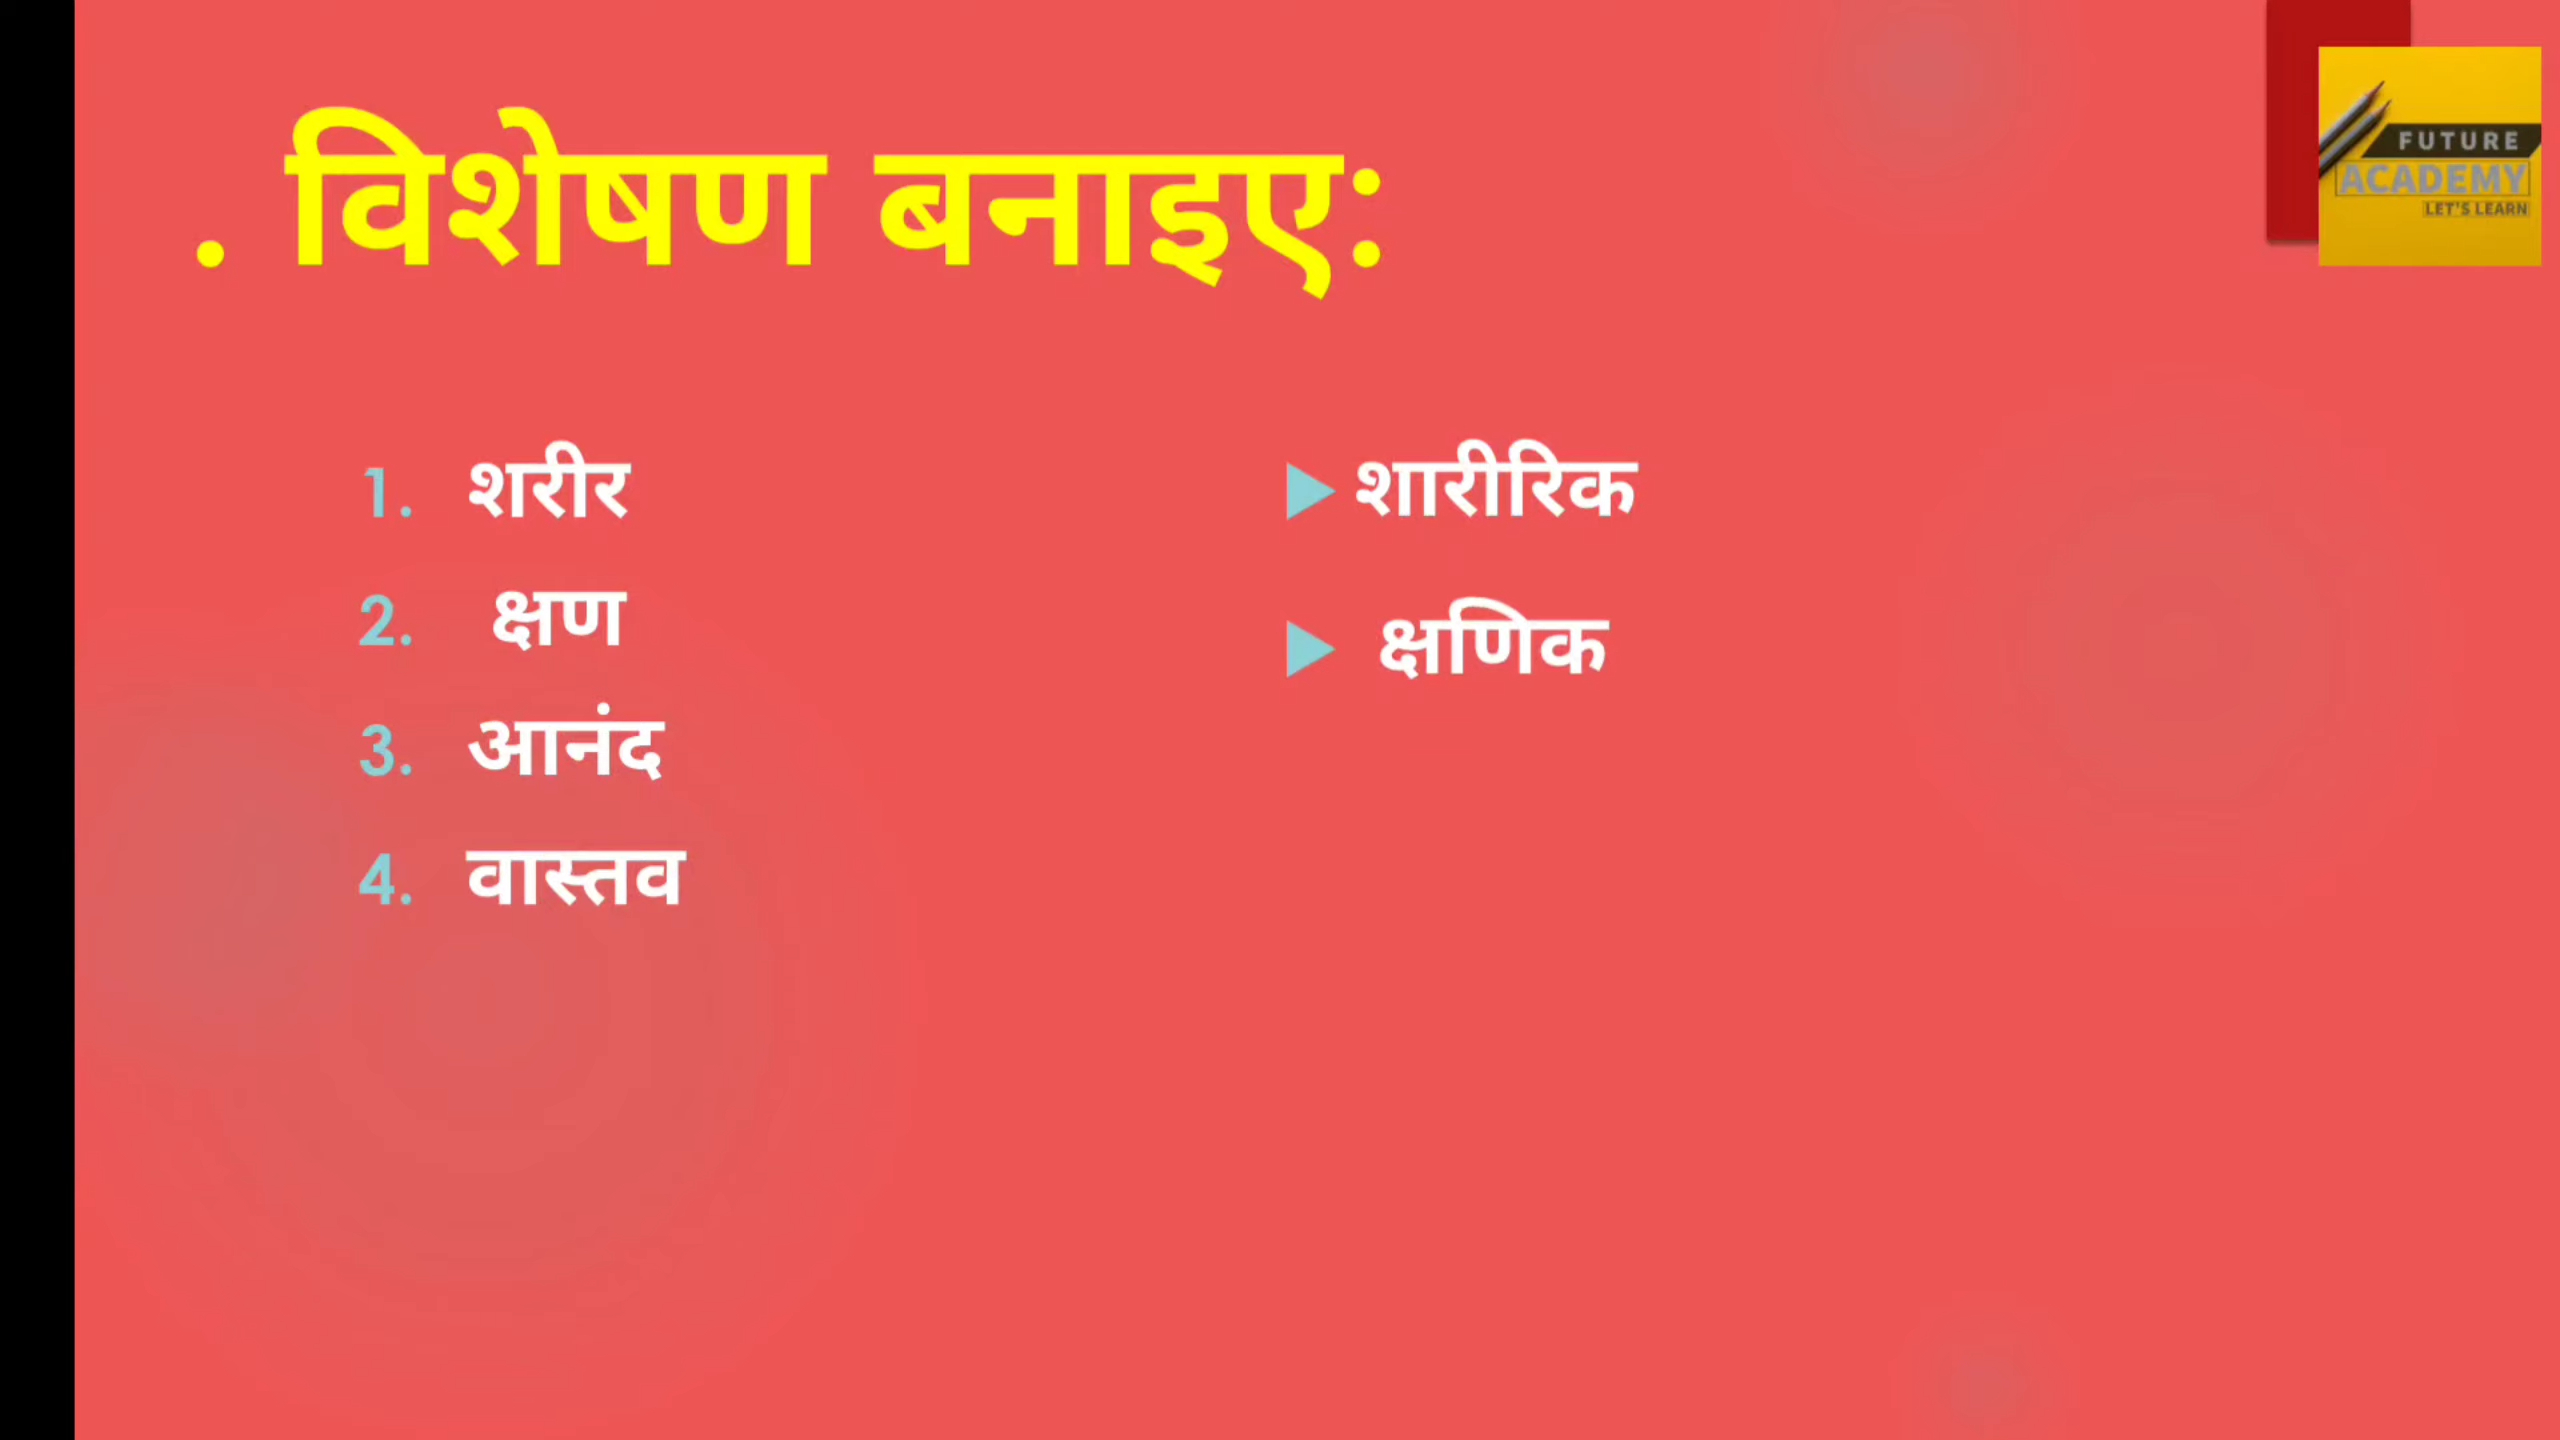 . विशेषण बनाइए:
FUTURE
ACADEMY
LET'S LEARN
1. शरीर
2. क्षण
3. आनंद
4. वास्तव
▶ शारीरिक
▶ क्षणिक